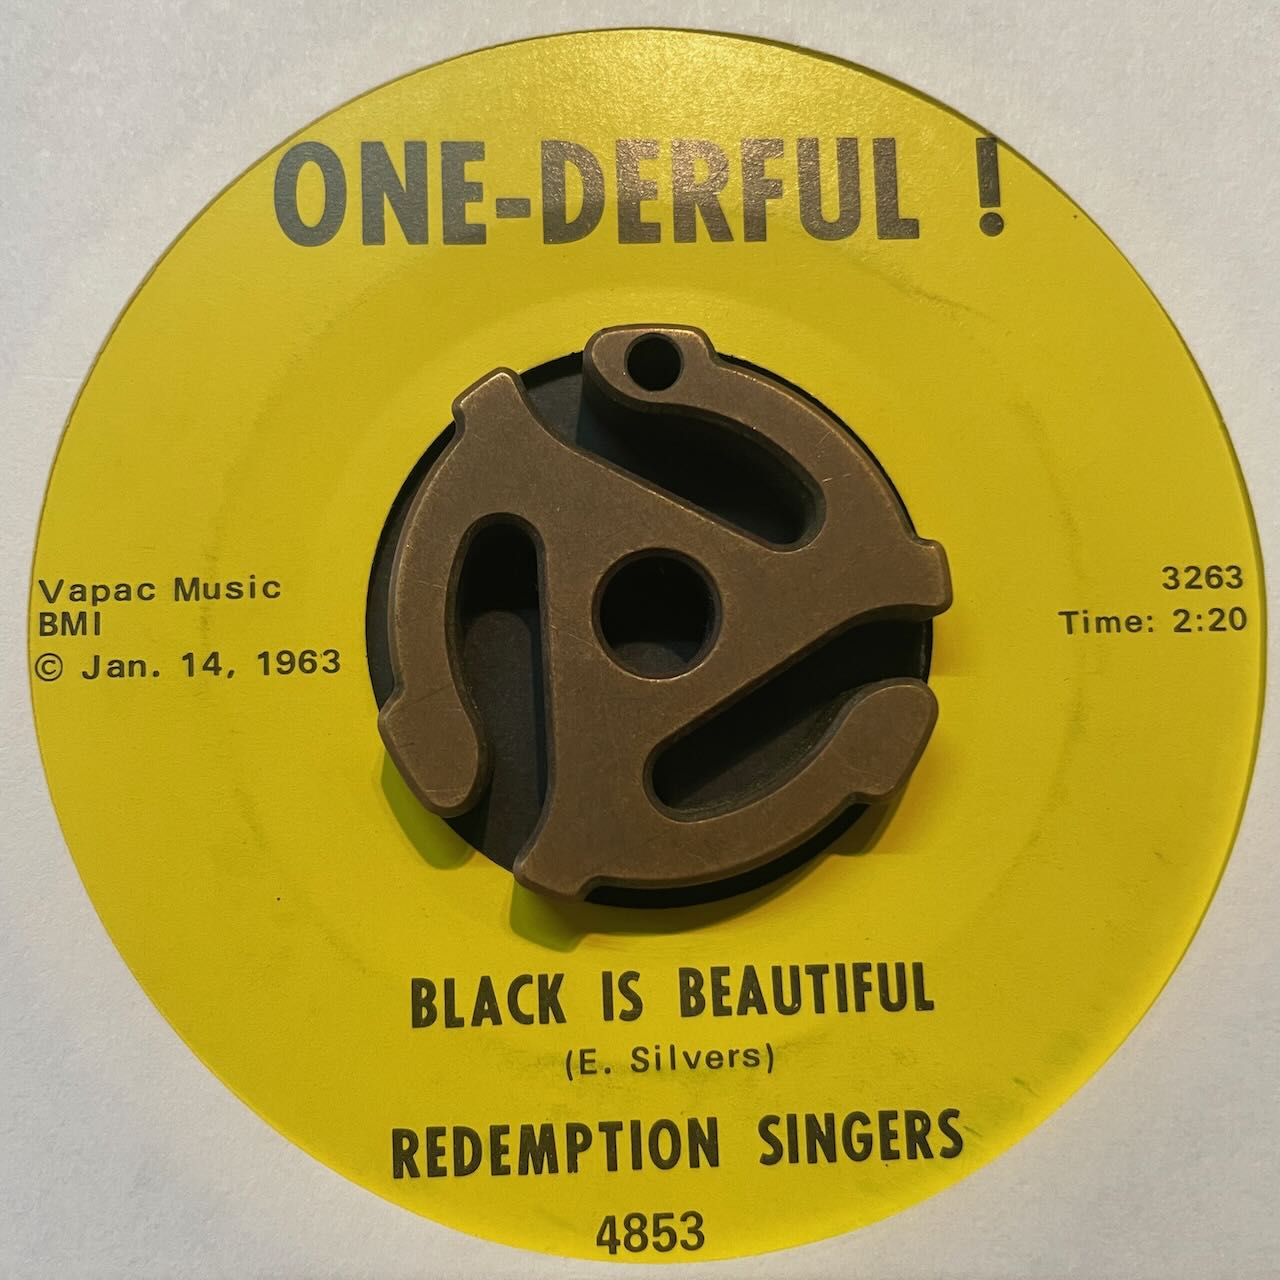 ONE-DERFUL !
Vapac Music
BMI
© Jan. 14, 1963
3263
Time: 2:20
BLACK IS BEAUTIFUL
(E. Silvers)
REDEMPTION SINGERS
4853